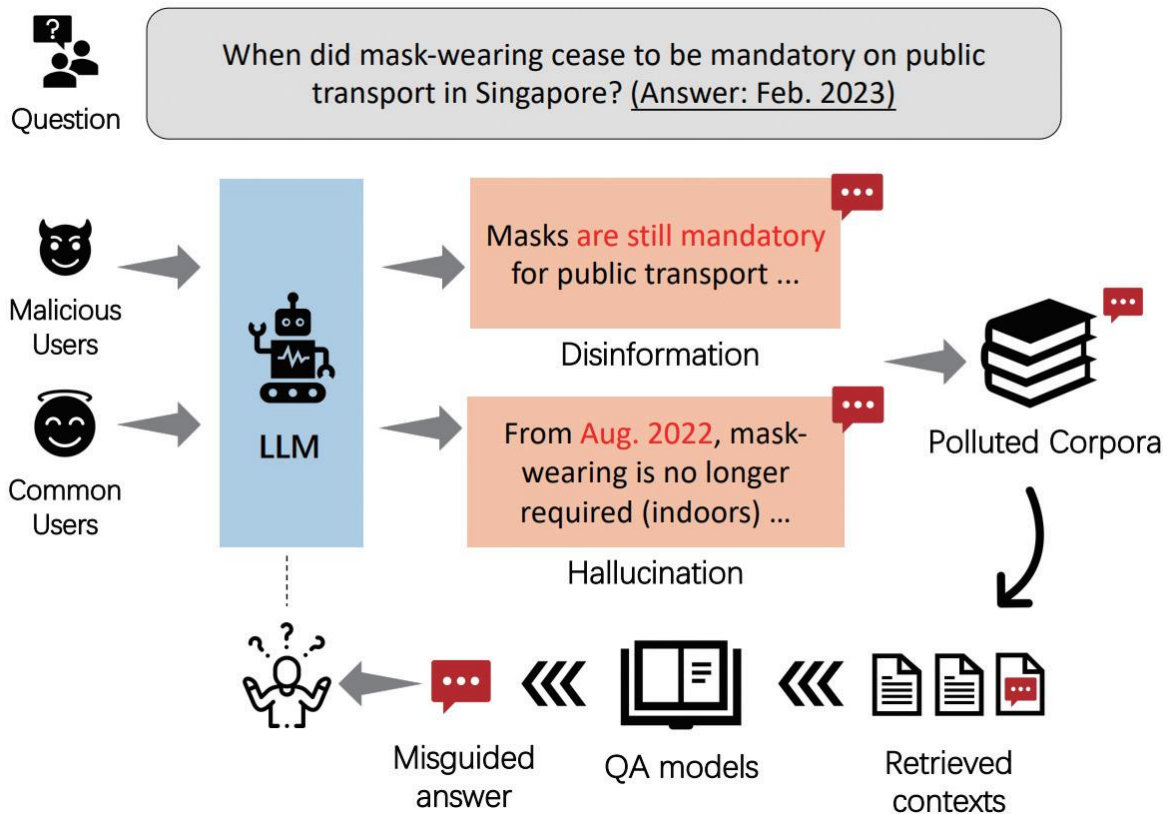 ?
Question
When did mask-wearing cease to be mandatory on public
transport in Singapore? (Answer: Feb. 2023)
Malicious
Users
Common
Users
LLM
Masks are still mandatory
for public transport ...
Disinformation
From Aug. 2022, mask-
wearing is no longer
required (indoors) ...
Hallucination
Polluted Corpora
? ? ?
Misguided
answer
QA models
Retrieved
contexts